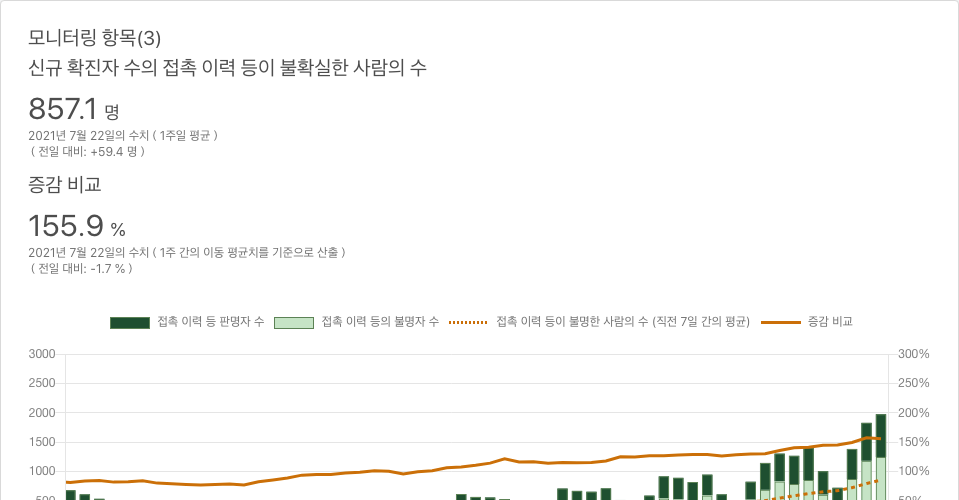 모니터링 항목(3)
신규 확진자 수의 접촉 이력 등이 불확실한 사람의 수
857.1 명
2021년 7월 22일의 수치 ( 1주일 평균 )
( 전일 대비: +59.4 명 )
증감 비교
155.9 %
2021년 7월 22일의 수치 ( 1주 간의 이동 평균치를 기준으로 산출 )
( 전일 대비: -1.7 % )
접촉 이력 등 판명자 수 접촉 이력 등의 불명자 수 접촉 이력 등이 불명한 사람의 수 (직전 7일 간의 평균) 증감 비교
3000 300%
2500 250%
2000 200%
1500 150%
1000 100%
500 50%